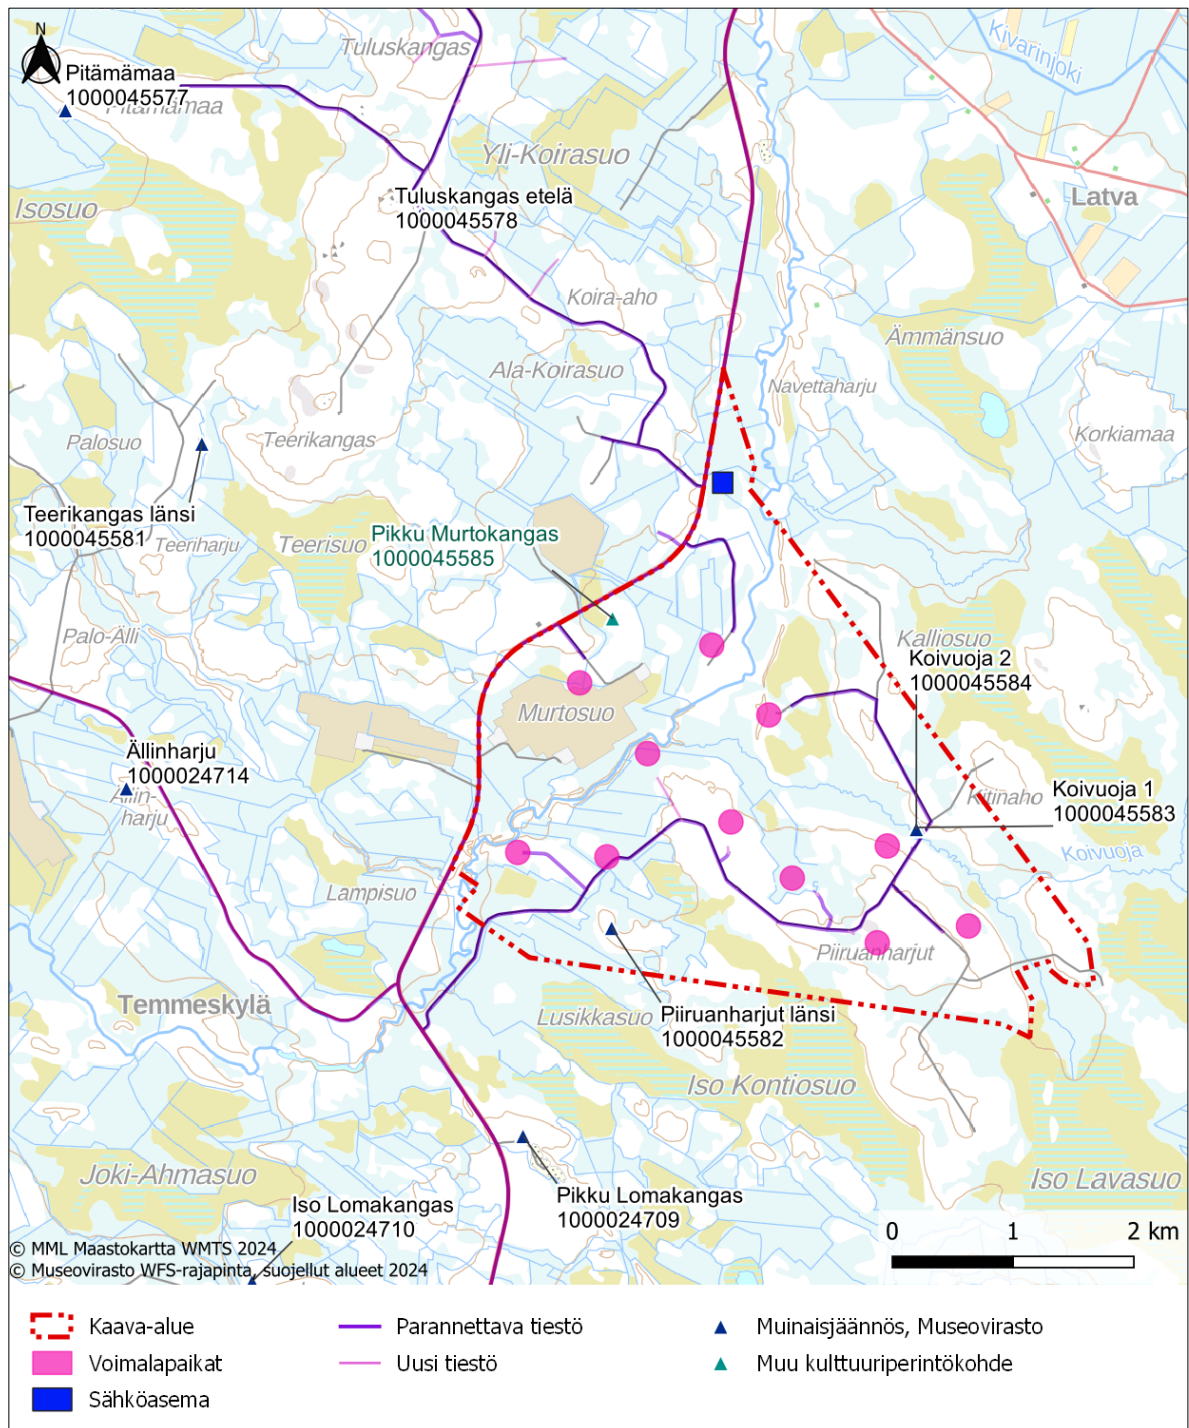 N
Tuluskangas
Kivarinjoki
Pitämämaa
1000045577
Pitämämaa
Yli-Koirasuo
Isosuo
Tuluskangas etelä
1000045578
Latva
Koira-aho
Ämmänsuo
Ala-Koirasuo
Navettaharju
Palosuo
Teerikangas
Korkiamaa
Teerikangas länsi
1000045581
Teeriharju
Teerisuo
Pikku Murtokangas
1000045585
Palo-Älli
Kalliosuo
Koivuoja 2
1000045584
Murtosuo
Ällinharju
1000024714
Ällin-
harju
Kitinaho
Koivuoja 1
1000045583
Koivuoja
Lampisuo
Piiruanharjut
Temmeskylä
Lusikkasuo
Piiruanharjut länsi
1000045582
Iso Kontiosuo
Joki-Ahmasuo
Iso Lavasuo
Pikku Lomakangas
1000024709
Iso Lomakangas
1000024710
0 1 2 km
© MML Maastokartta WMTS 2024
© Museovirasto WFS-rajapinta, suojellut alueet 2024
Kaava-alue
Voimalapaikat
Sähköasema
Parannettava tiestö
Uusi tiestö
Muinaisjäännös, Museovirasto
Muu kulttuuriperintökohde